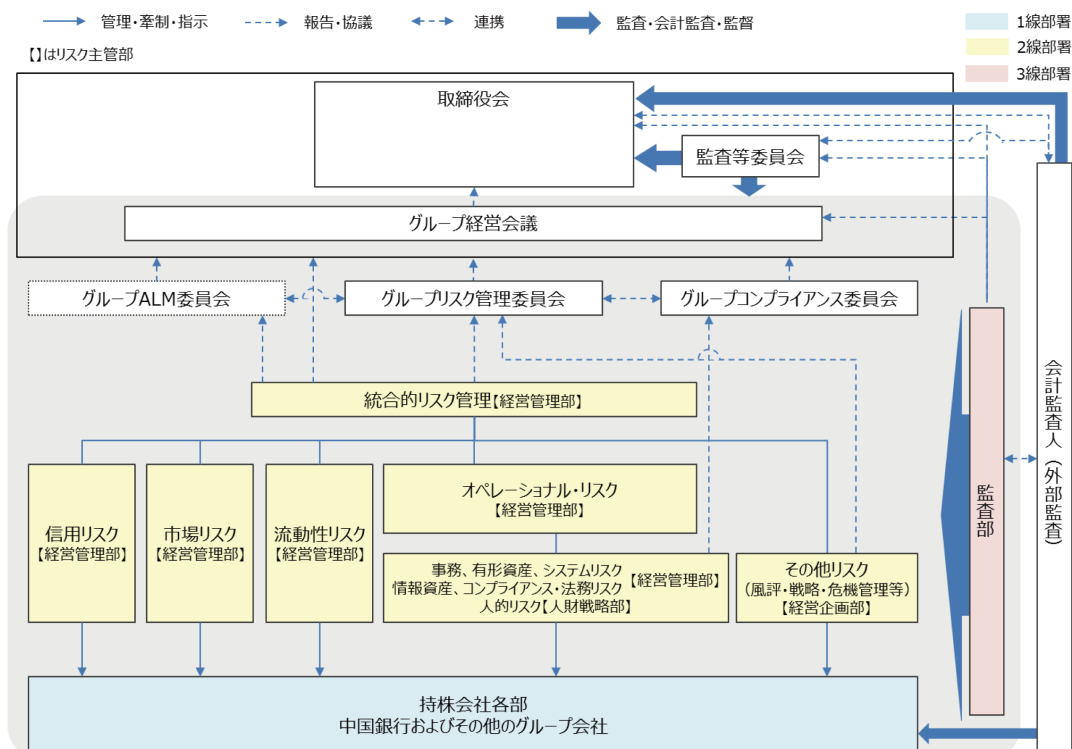 管理・牽制・指示
報告・協議
連携
監査・会計監査・監督
1線部署
2線部署
3線部署
【】はリスク主管部
取締役会
監査等委員会
グループ経営会議
グループALM委員会
グループリスク管理委員会
グループコンプライアンス委員会
統合的リスク管理【経営管理部】
信用リスク
【経営管理部】
市場リスク
【経営管理部】
流動性リスク
【経営管理部】
オペレーショナル・リスク
【経営管理部】
事務、有形資産、システムリスク
情報資産、コンプライアンス・法務リスク
【経営管理部】
人的リスク【人財戦略部】
その他リスク
(風評・戦略・危機管理等)
【経営企画部】
監査部
会計監査人(外部監査)
持株会社各部
中国銀行およびその他のグループ会社